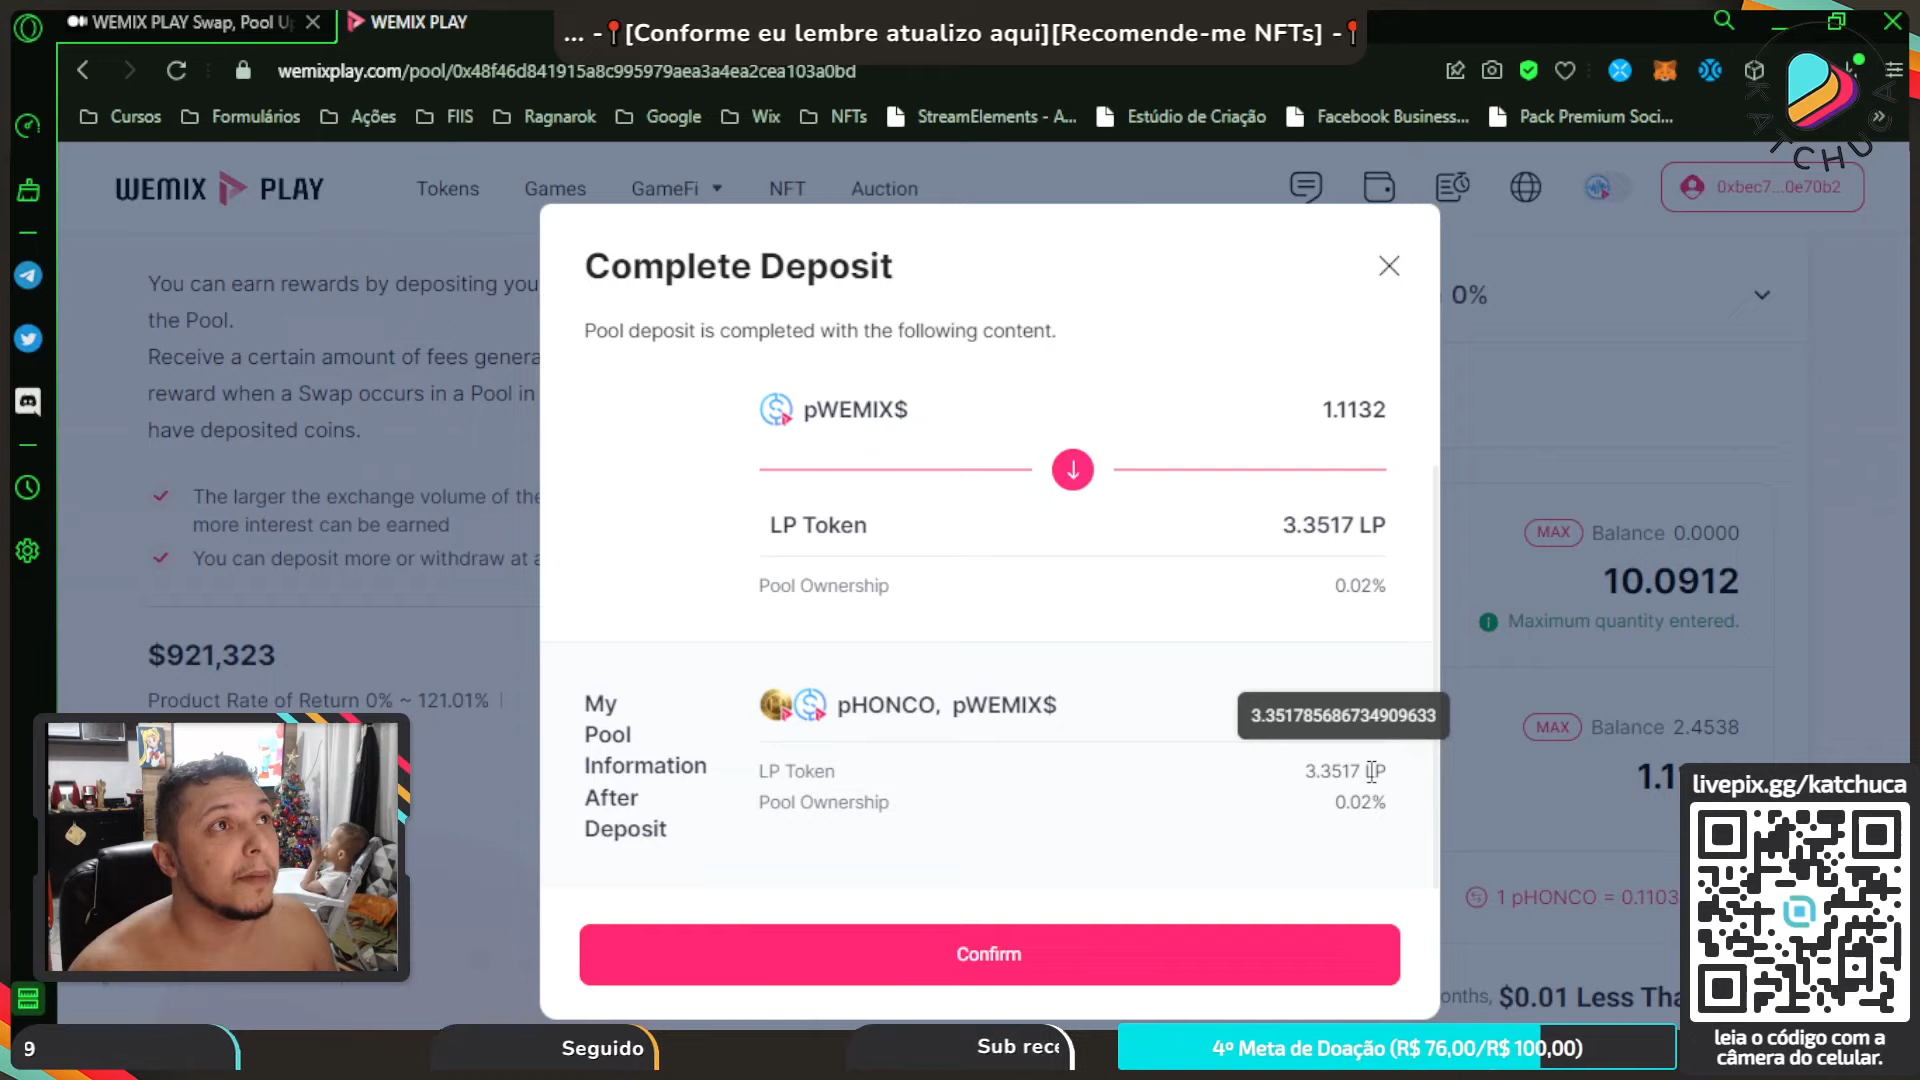 ... -📍[Conforme eu lembre atualizo aqui][Recomende-me NFTs] -📍
WEMIX PLAY Swap, Pool
WEMIX PLAY
wemixplay.com/pool/0x48f46d841915a8c995979aea3a4ea2cea103a0bd
Cursos
Formulários
Ações
FIIS
Ragnarok
Google
Wix
NFTs
StreamElements - A...
Estúdio de Criação
Facebook Business...
Pack Premium Soci...
»
KATCHUCA
WEMIX PLAY
Tokens
Games
GameFi
NFT
Auction
0xbec7...0e70b2
You can earn rewards by depositing you
the Pool.
Receive a certain amount of fees genera
reward when a Swap occurs in a Pool in
have deposited coins.
The larger the exchange volume of the
more interest can be earned
You can deposit more or withdraw at a
$921,323
Product Rate of Return 0% ~ 121.01%
Complete Deposit
Pool deposit is completed with the following content.
pWEMIX$ 1.1132
LP Token 3.3517 LP
Pool Ownership 0.02%
My
Pool
Information
After
Deposit
pHONCO, pWEMIX$
3.351785686734909633
LP Token 3.3517 LP
Pool Ownership 0.02%
Confirm
0%
MAX Balance 0.0000
10.0912
Maximum quantity entered.
MAX Balance 2.4538
1.1
1 pHONCO = 0.1103
onths, $0.01 Less Tha
livepix.gg/katchuca
leia o código com a
câmera do celular.
9
Seguido
Sub rece
4º Meta de Doação (R$ 76,00/R$ 100,00)